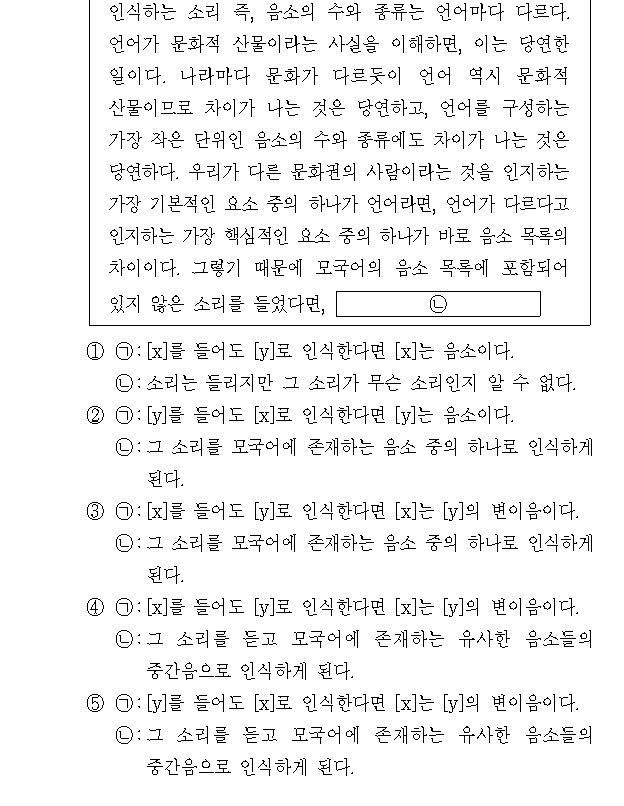 인식하는 소리 즉, 음소의 수와 종류는 언어마다 다르다.
언어가 문화적 산물이라는 사실을 이해하면, 이는 당연한
일이다. 나라마다 문화가 다르듯이 언어 역시 문화적
산물이므로 차이가 나는 것은 당연하고, 언어를 구성하는
가장 작은 단위인 음소의 수와 종류에도 차이가 나는 것은
당연하다. 우리가 다른 문화권의 사람이라는 것을 인지하는
가장 기본적인 요소 중의 하나가 언어라면, 언어가 다르다고
인지하는 가장 핵심적인 요소 중의 하나가 바로 음소 목록의
차이이다. 그렇기 때문에 모국어의 음소 목록에 포함되어
있지 않은 소리를 들었다면, ㉡
① ㉠: [x]를 들어도 [y]로 인식한다면 [x]는 음소이다.
㉡: 소리는 들리지만 그 소리가 무슨 소리인지 알 수 없다.
② ㉠: [y]를 들어도 [x]로 인식한다면 [y]는 음소이다.
㉡: 그 소리를 모국어에 존재하는 음소 중의 하나로 인식하게
된다.
③ ㉠: [x]를 들어도 [y]로 인식한다면 [x]는 [y]의 변이음이다.
㉡: 그 소리를 모국어에 존재하는 음소 중의 하나로 인식하게
된다.
④ ㉠: [x]를 들어도 [y]로 인식한다면 [x]는 [y]의 변이음이다.
㉡: 그 소리를 듣고 모국어에 존재하는 유사한 음소들의
중간음으로 인식하게 된다.
⑤ ㉠: [y]를 들어도 [x]로 인식한다면 [x]는 [y]의 변이음이다.
㉡: 그 소리를 듣고 모국어에 존재하는 유사한 음소들의
중간음으로 인식하게 된다.